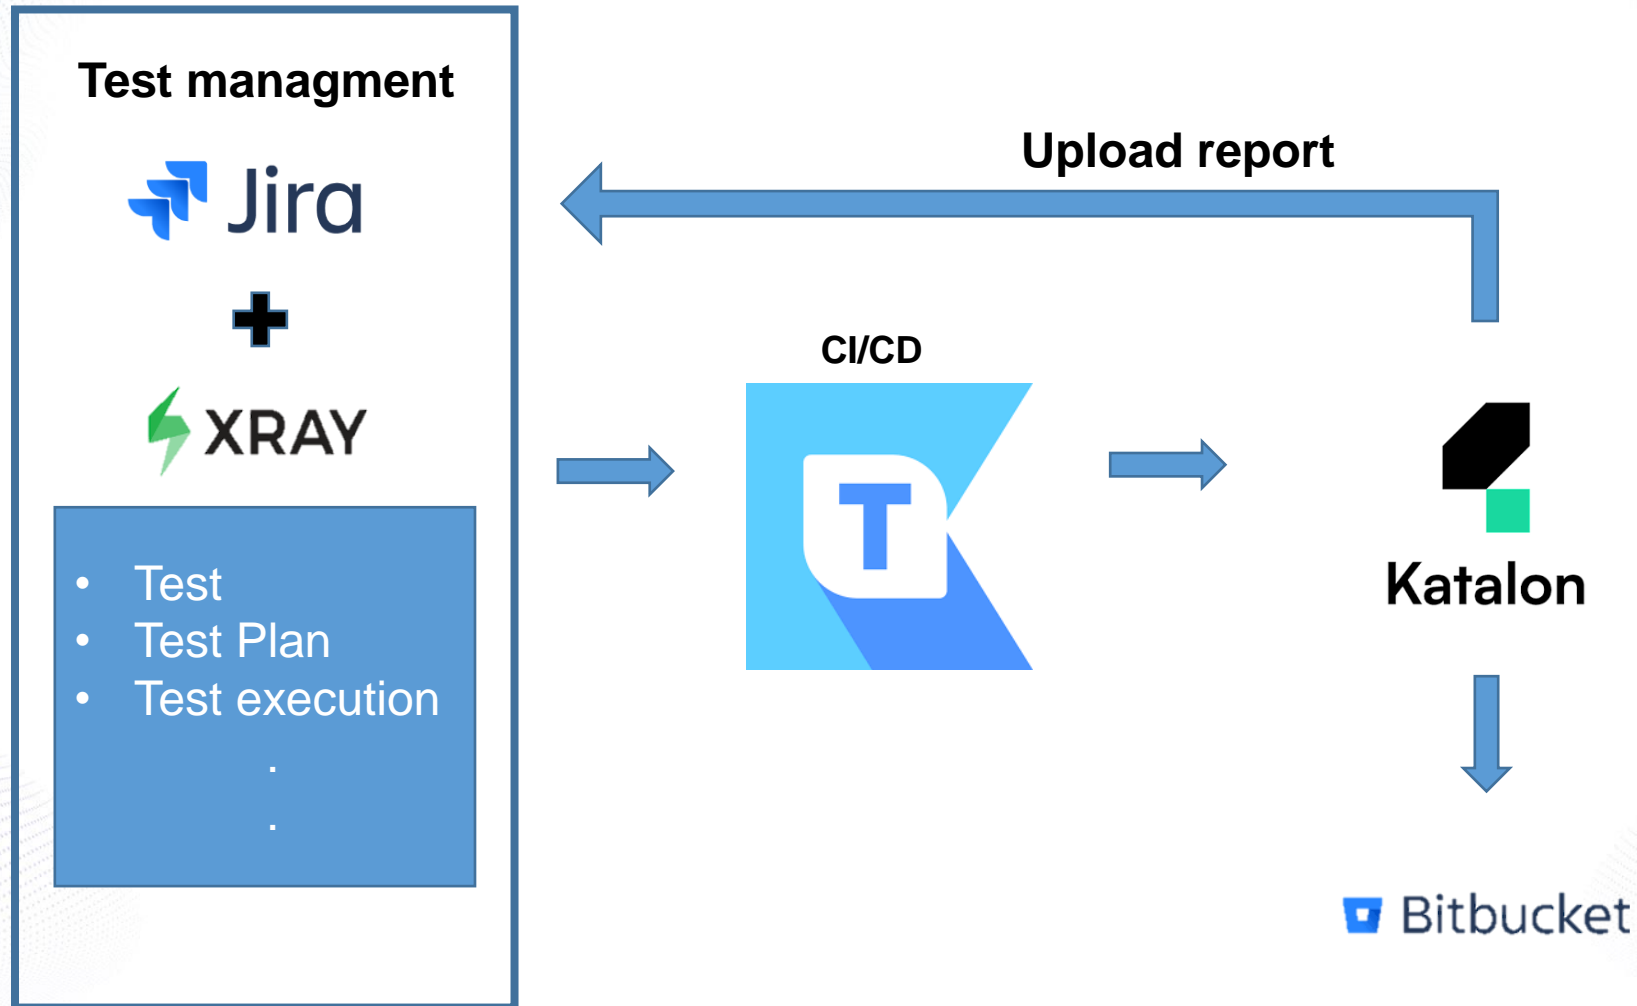 Test managment
Jira
XRAY
• Test
• Test Plan
• Test execution
.
.
Upload report
CI/CD
T
Katalon
Bitbucket